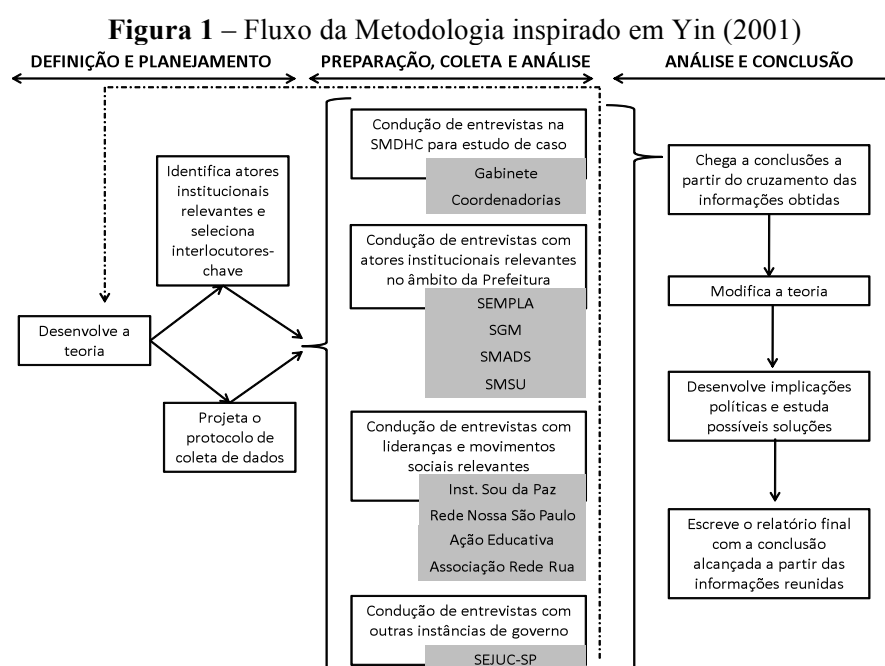 Figura 1 – Fluxo da Metodologia inspirado em Yin (2001)
DEFINIÇÃO E PLANEJAMENTO
PREPARAÇÃO, COLETA E ANÁLISE
ANÁLISE E CONCLUSÃO
Desenvolve a
teoria
Identifica atores
institucionais
relevantes e
seleciona
interlocutores-
chave
Projeta o
protocolo de
coleta de dados
Condução de entrevistas na
SMDHC para estudo de caso
Gabinete
Coordenadorias
Condução de entrevistas com
atores institucionais relevantes
no âmbito da Prefeitura
SEMPLA
SGM
SMADS
SMSU
Condução de entrevistas com
lideranças e movimentos
sociais relevantes
Inst. Sou da Paz
Rede Nossa São Paulo
Ação Educativa
Associação Rede Rua
Condução de entrevistas com
outras instâncias de governo
SEJUC-SP
Chega a conclusões a
partir do cruzamento das
informações obtidas
Modifica a teoria
Desenvolve implicações
políticas e estuda
possíveis soluções
Escreve o relatório final
com a conclusão
alcançada a partir das
informações reunidas